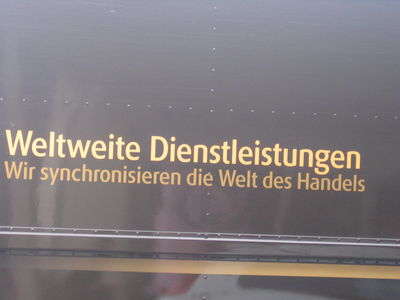 Weltweite Dienstleistungen
Wir synchronisieren die Welt des Handels